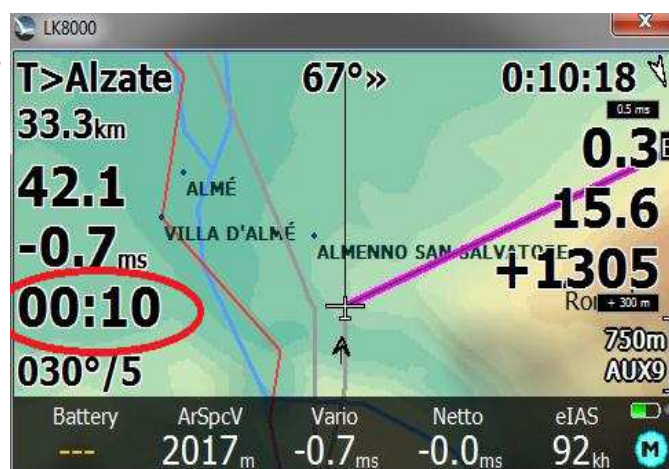 LK8000
T>Alzate 67°» 0:10:18
33.3km
0.5 ms
0.3
42.1
ALMÉ
15.6
-0.7ms
VILLA D'ALMÉ
ALMENNO SAN SALVATORE
+1305
00:10
+ 300 m
750m
030°/5
AUX9
Battery ArSpcV Vario Netto eIAS
--- 2017m -0.7ms -0.0ms 92kh
M